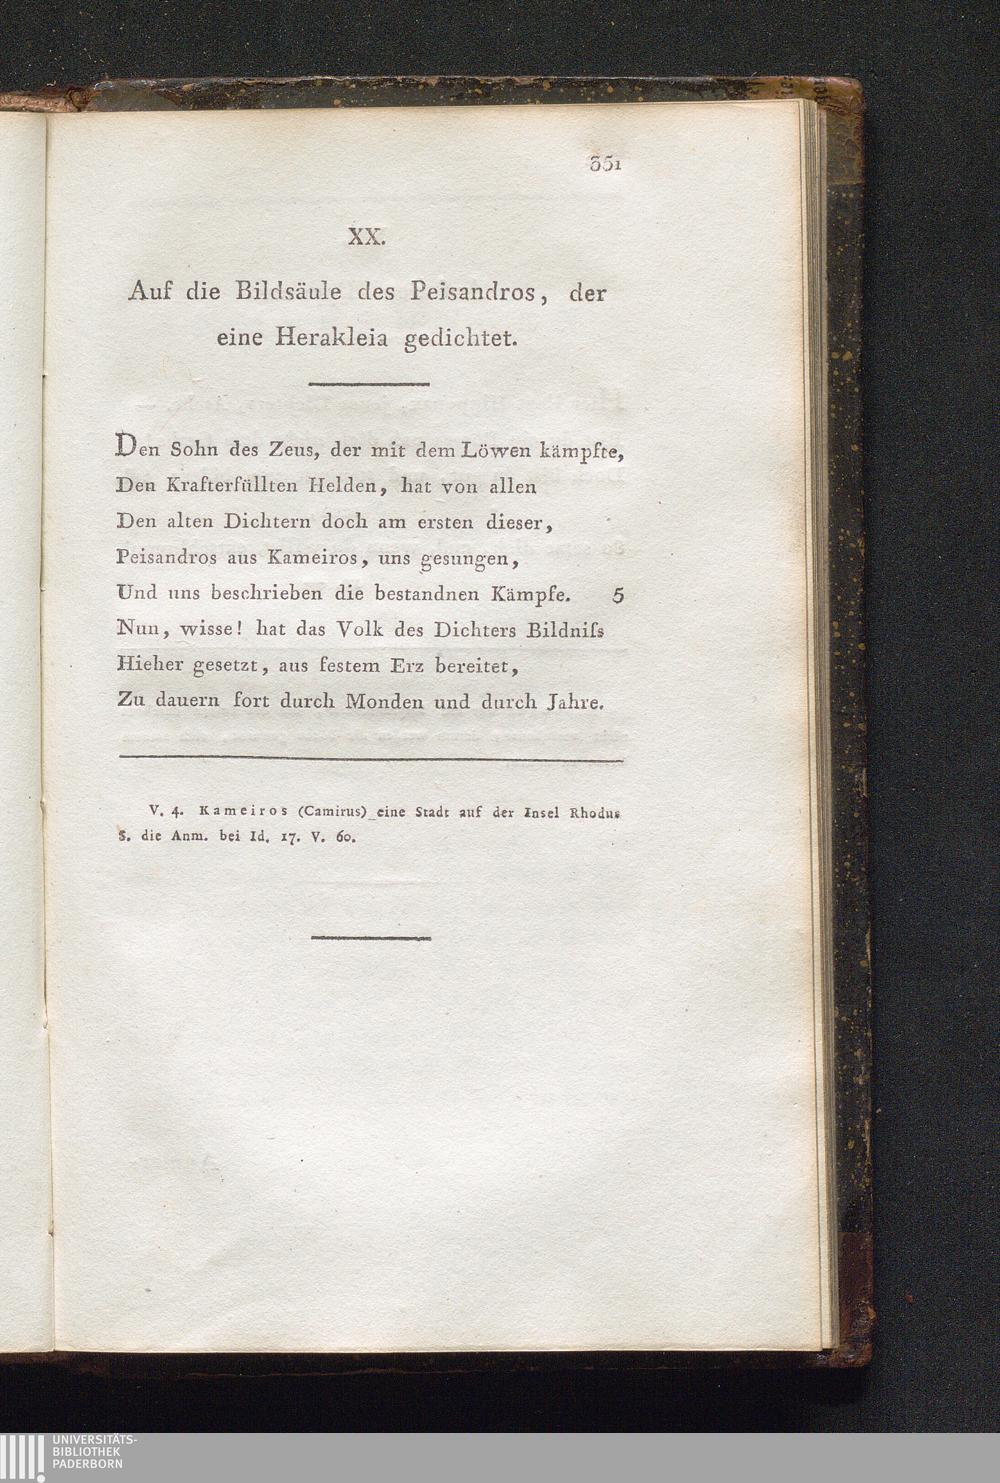 351
XX.
Auf die Bildsäule des Peisandros, der
eine Herakleia gedichtet.
Den Sohn des Zeus, der mit dem Löwen kämpfte,
Den Krafterfüllten Helden, hat von allen
Den alten Dichtern doch am ersten dieser,
Peisandros aus Kameiros, uns gesungen,
Und uns beschrieben die bestandnen Kämpfe. 5
Nun, wisse! hat das Volk des Dichters Bildniſs
Hieher gesetzt, aus festem Erz bereitet,
Zu dauern fort durch Monden und durch Jahre.
V. 4. Kameiros (Camirus) eine Stadt auf der Insel Rhodus
S. die Anm. bei Id. 17. V. 60.
UNIVERSITÄTS-
BIBLIOTHEK
PADERBORN